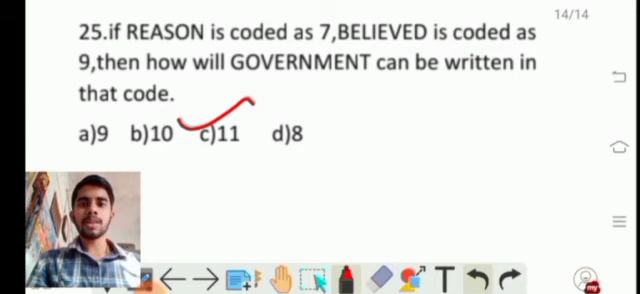 14/14
25.if REASON is coded as 7,BELIEVED is coded as
9,then how will GOVERNMENT can be written in
that code.
a)9 b)10 c)11 d)8
T
my